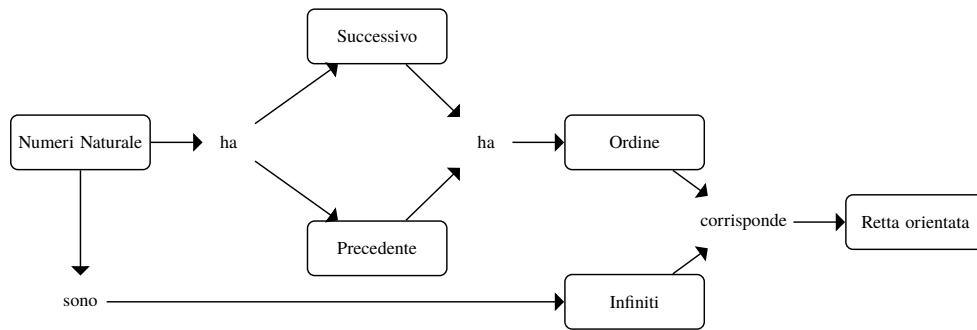 Successivo
Numeri Naturale
ha
ha
Ordine
corrisponde
Retta orientata
Precedente
sono
Infiniti